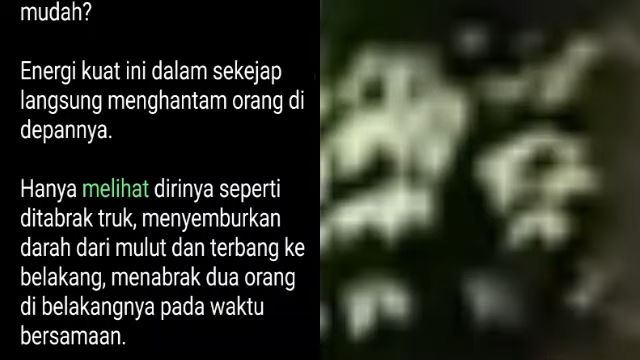 mudah?
Energi kuat ini dalam sekejap
langsung menghantam orang di
depannya.
Hanya melihat dirinya seperti
ditabrak truk, menyemburkan
darah dari mulut dan terbang ke
belakang, menabrak dua orang
di belakangnya pada waktu
bersamaan.